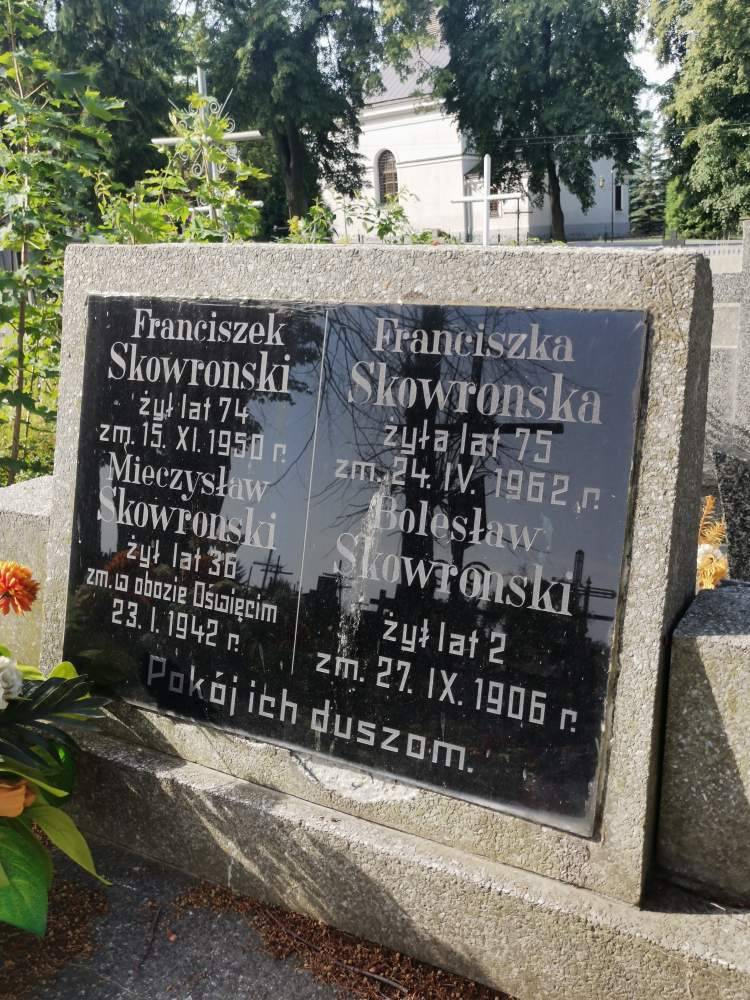 Franciszek
Skowronski
żył lat 74
zm. 15. XI. 1950 r.
Mieczysław
Skowronski
żył lat 36
zm. w obozie Oświęcim
23. I. 1942 r.
Franciszka
Skowronska
żyła lat 75
zm. 24. IV. 1962 r.
Bolesław
Skowronski
żył lat 2
zm. 27. IX. 1906 r.
Pokój ich duszom.